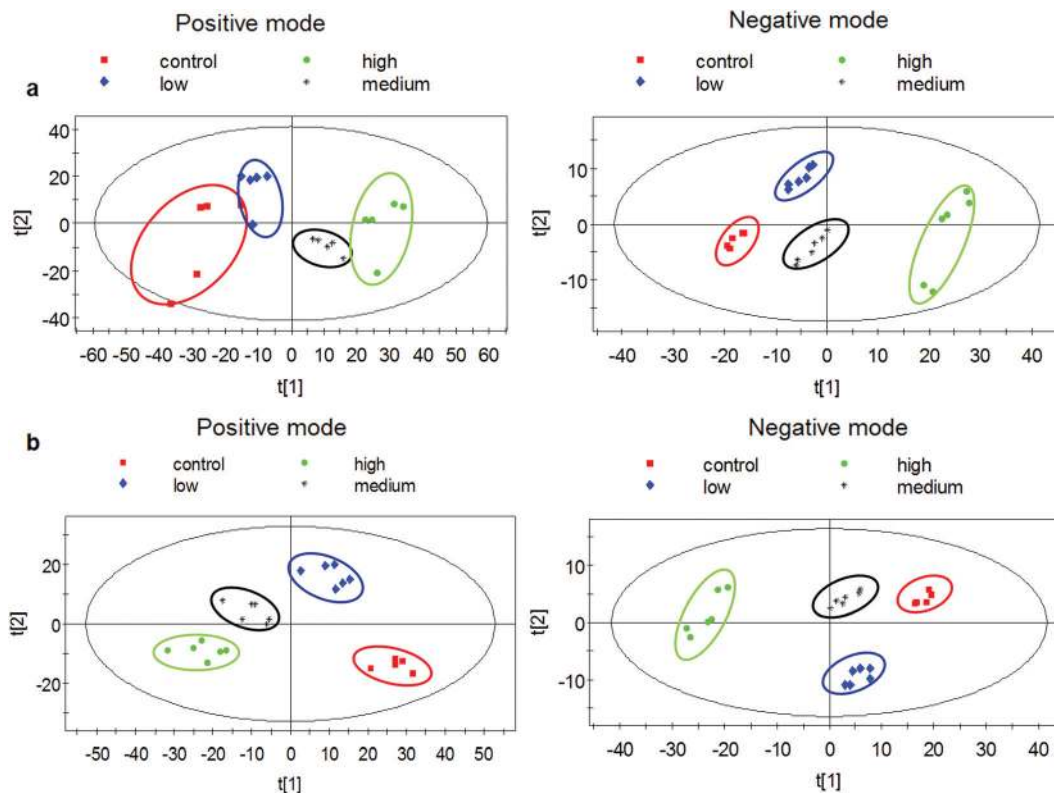 Positive mode
control high
low medium
a
40
20
0
-20
-40
t[2]
-60 -50 -40 -30 -20 -10 0 10 20 30 40 50 60
t[1]
Negative mode
control high
low medium
10
0
-10
t[2]
-40 -30 -20 -10 0 10 20 30 40
t[1]
b
Positive mode
control high
low medium
20
0
-20
t[2]
-50 -40 -30 -20 -10 0 10 20 30 40 50
t[1]
Negative mode
control high
low medium
10
0
-10
t[2]
-40 -30 -20 -10 0 10 20 30 40
t[1]